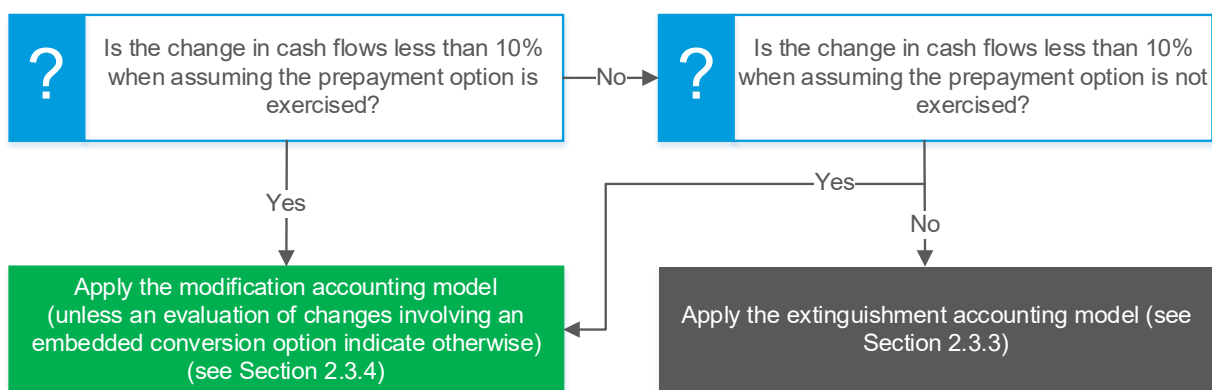 ?
Is the change in cash flows less than 10%
when assuming the prepayment option is
exercised?
No
?
Is the change in cash flows less than 10%
when assuming the prepayment option is not
exercised?
Yes
Yes
No
Apply the modification accounting model
(unless an evaluation of changes involving an
embedded conversion option indicate otherwise)
(see Section 2.3.4)
Apply the extinguishment accounting model (see
Section 2.3.3)